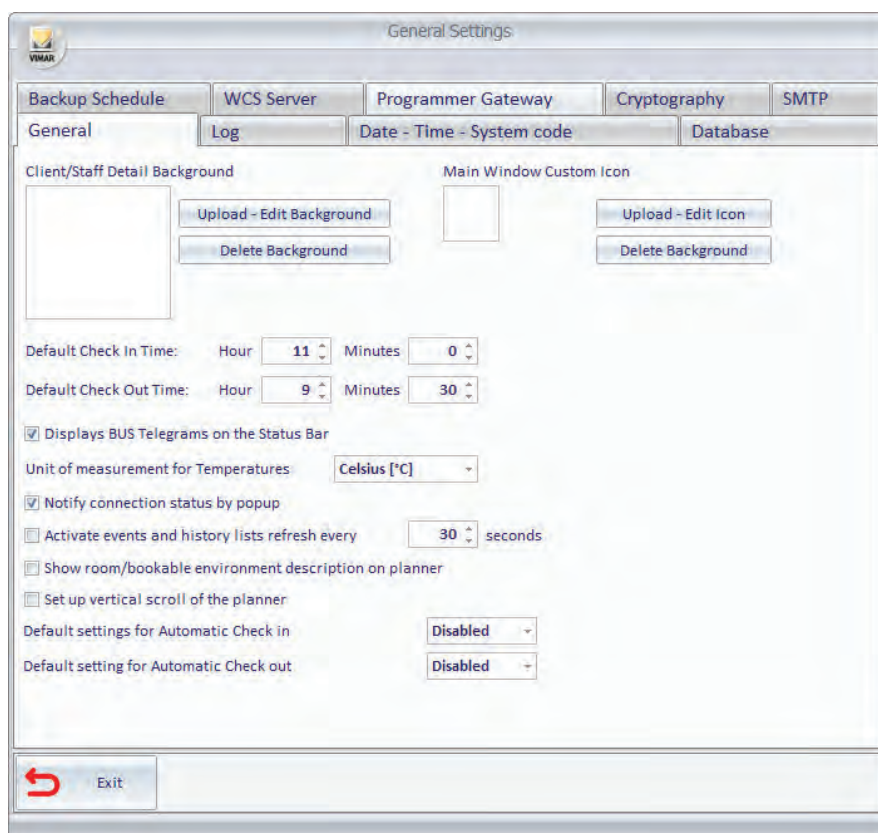 General Settings
VIMAR
Backup Schedule WCS Server Programmer Gateway Cryptography SMTP
General Log Date - Time - System code Database
Client/Staff Detail Background Main Window Custom Icon
Upload - Edit Background Upload - Edit Icon
Delete Background Delete Background
Default Check In Time: Hour 11 Minutes 0
Default Check Out Time: Hour 9 Minutes 30
Displays BUS Telegrams on the Status Bar
Unit of measurement for Temperatures Celsius [°C]
Notify connection status by popup
Activate events and history lists refresh every 30 seconds
Show room/bookable environment description on planner
Set up vertical scroll of the planner
Default settings for Automatic Check in Disabled
Default setting for Automatic Check out Disabled
Exit